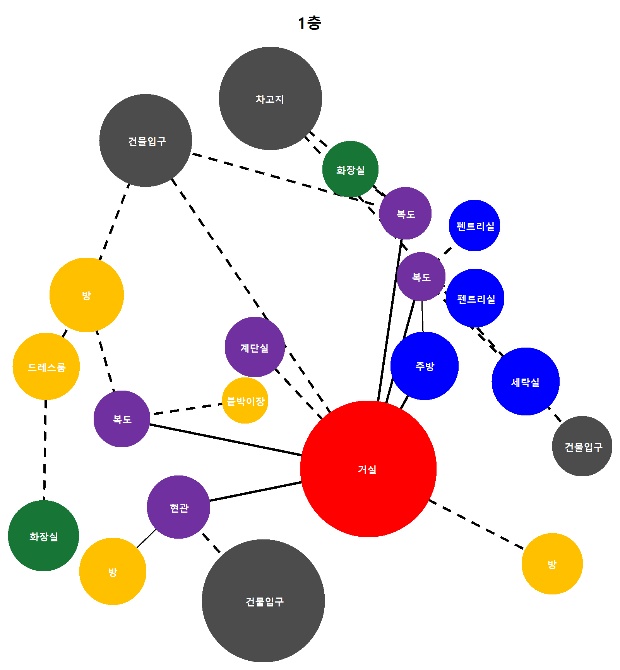 1층
차고지
건물입구
화장실
복도
펜트리실
복도
방
펜트리실
계단실
드레스룸
주방
세탁실
붙박이장
복도
건물입구
거실
현관
화장실
방
방
건물입구